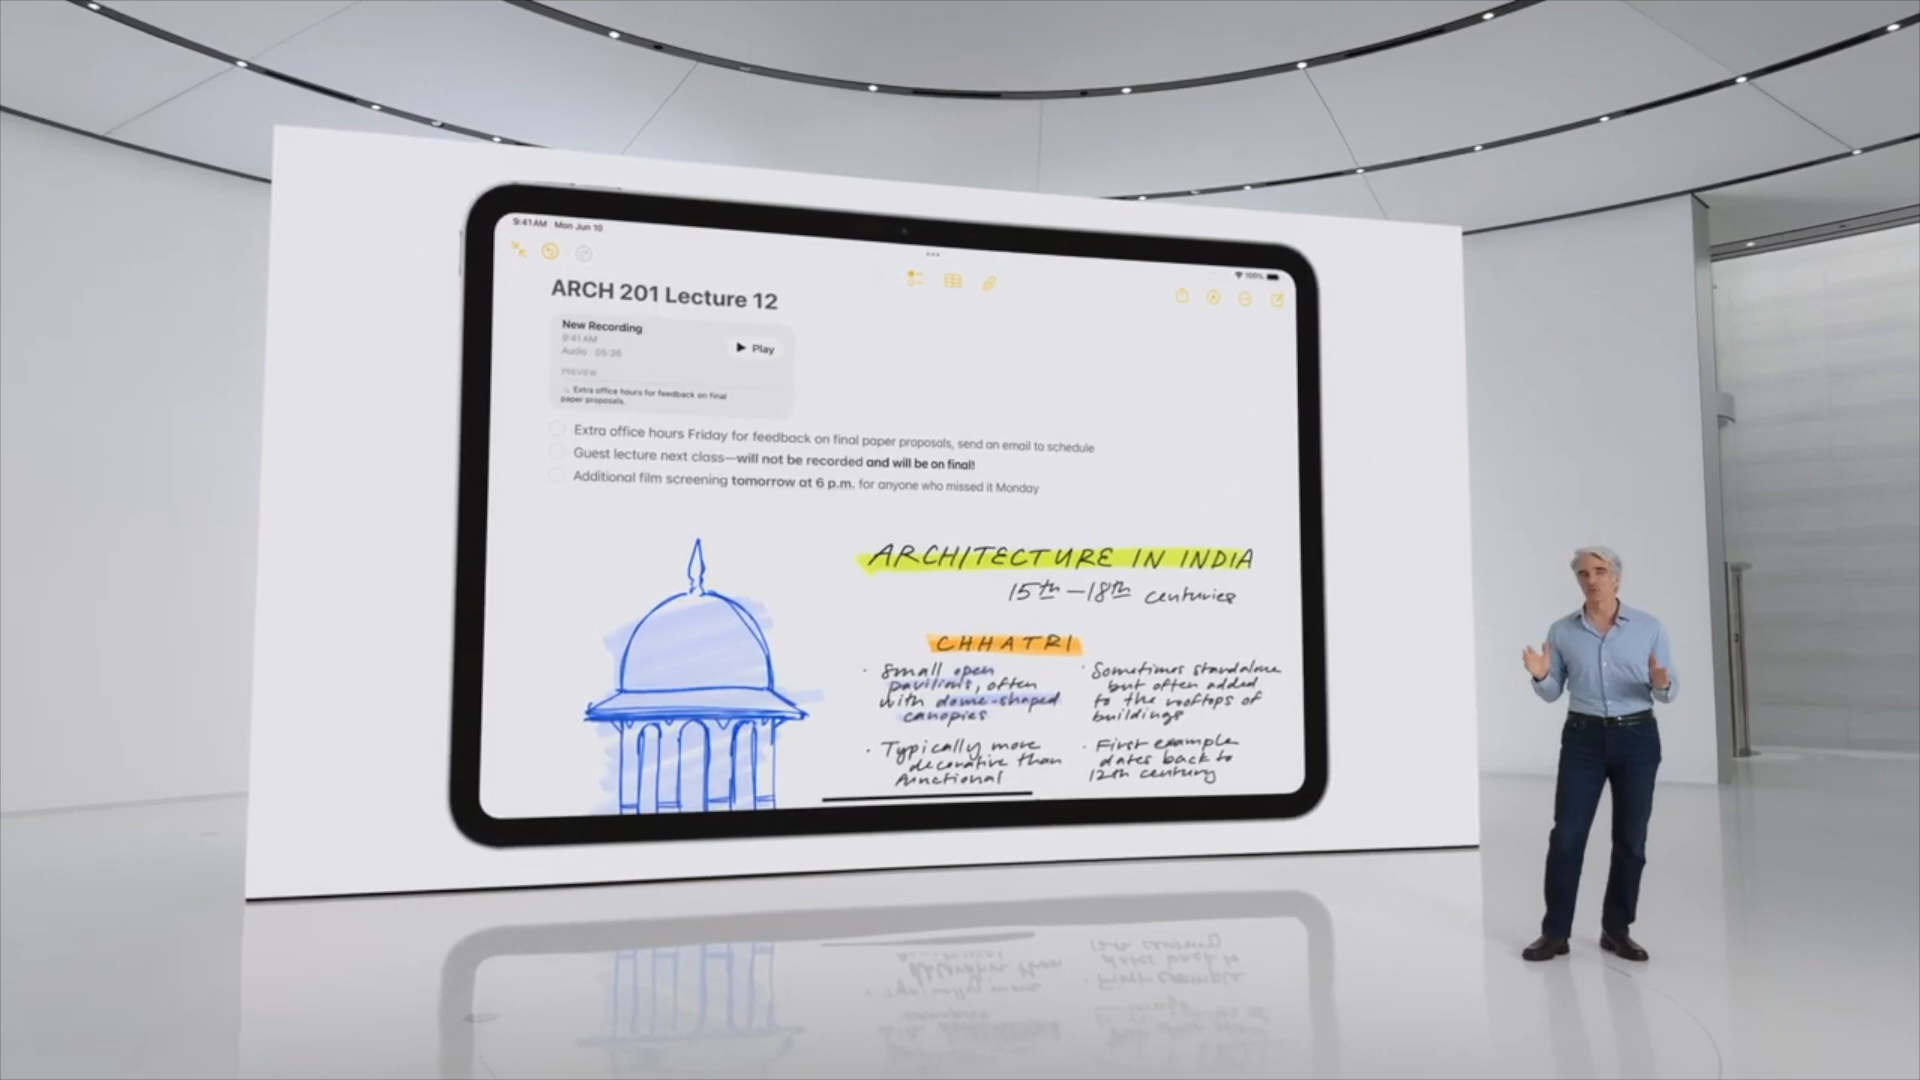 9:41 AM Mon Jun 10
100%
ARCH 201 Lecture 12
New Recording
9:41 AM
Audio · 05:36
Play
PREVIEW
... Extra office hours for feedback on final
paper proposals.
Extra office hours Friday for feedback on final paper proposals, send an email to schedule
Guest lecture next class—will not be recorded and will be on final!
Additional film screening tomorrow at 6 p.m. for anyone who missed it Monday
ARCHITECTURE IN INDIA
15th – 18th centuries
CHHATRI
· Small open
pavilions, often
with dome-shaped
canopies
· Typically more
decorative than
functional
· Sometimes standalone
but often added
to the rooftops of
buildings
· First example
dates back to
12th century